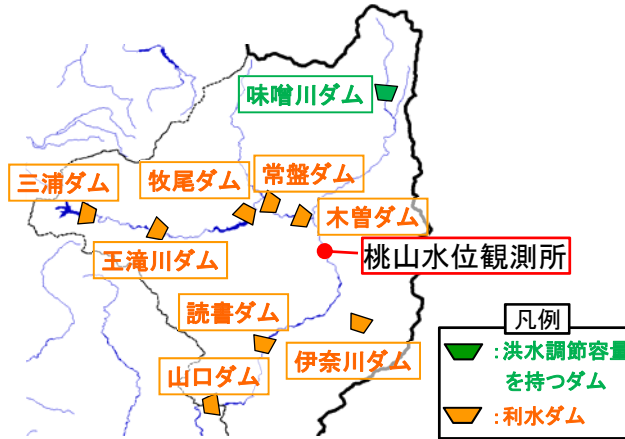 味噌川ダム
三浦ダム
牧尾ダム
常盤ダム
木曽ダム
王滝川ダム
桃山水位観測所
読書ダム
伊奈川ダム
山口ダム
凡例
:洪水調節容量
を持つダム
:利水ダム